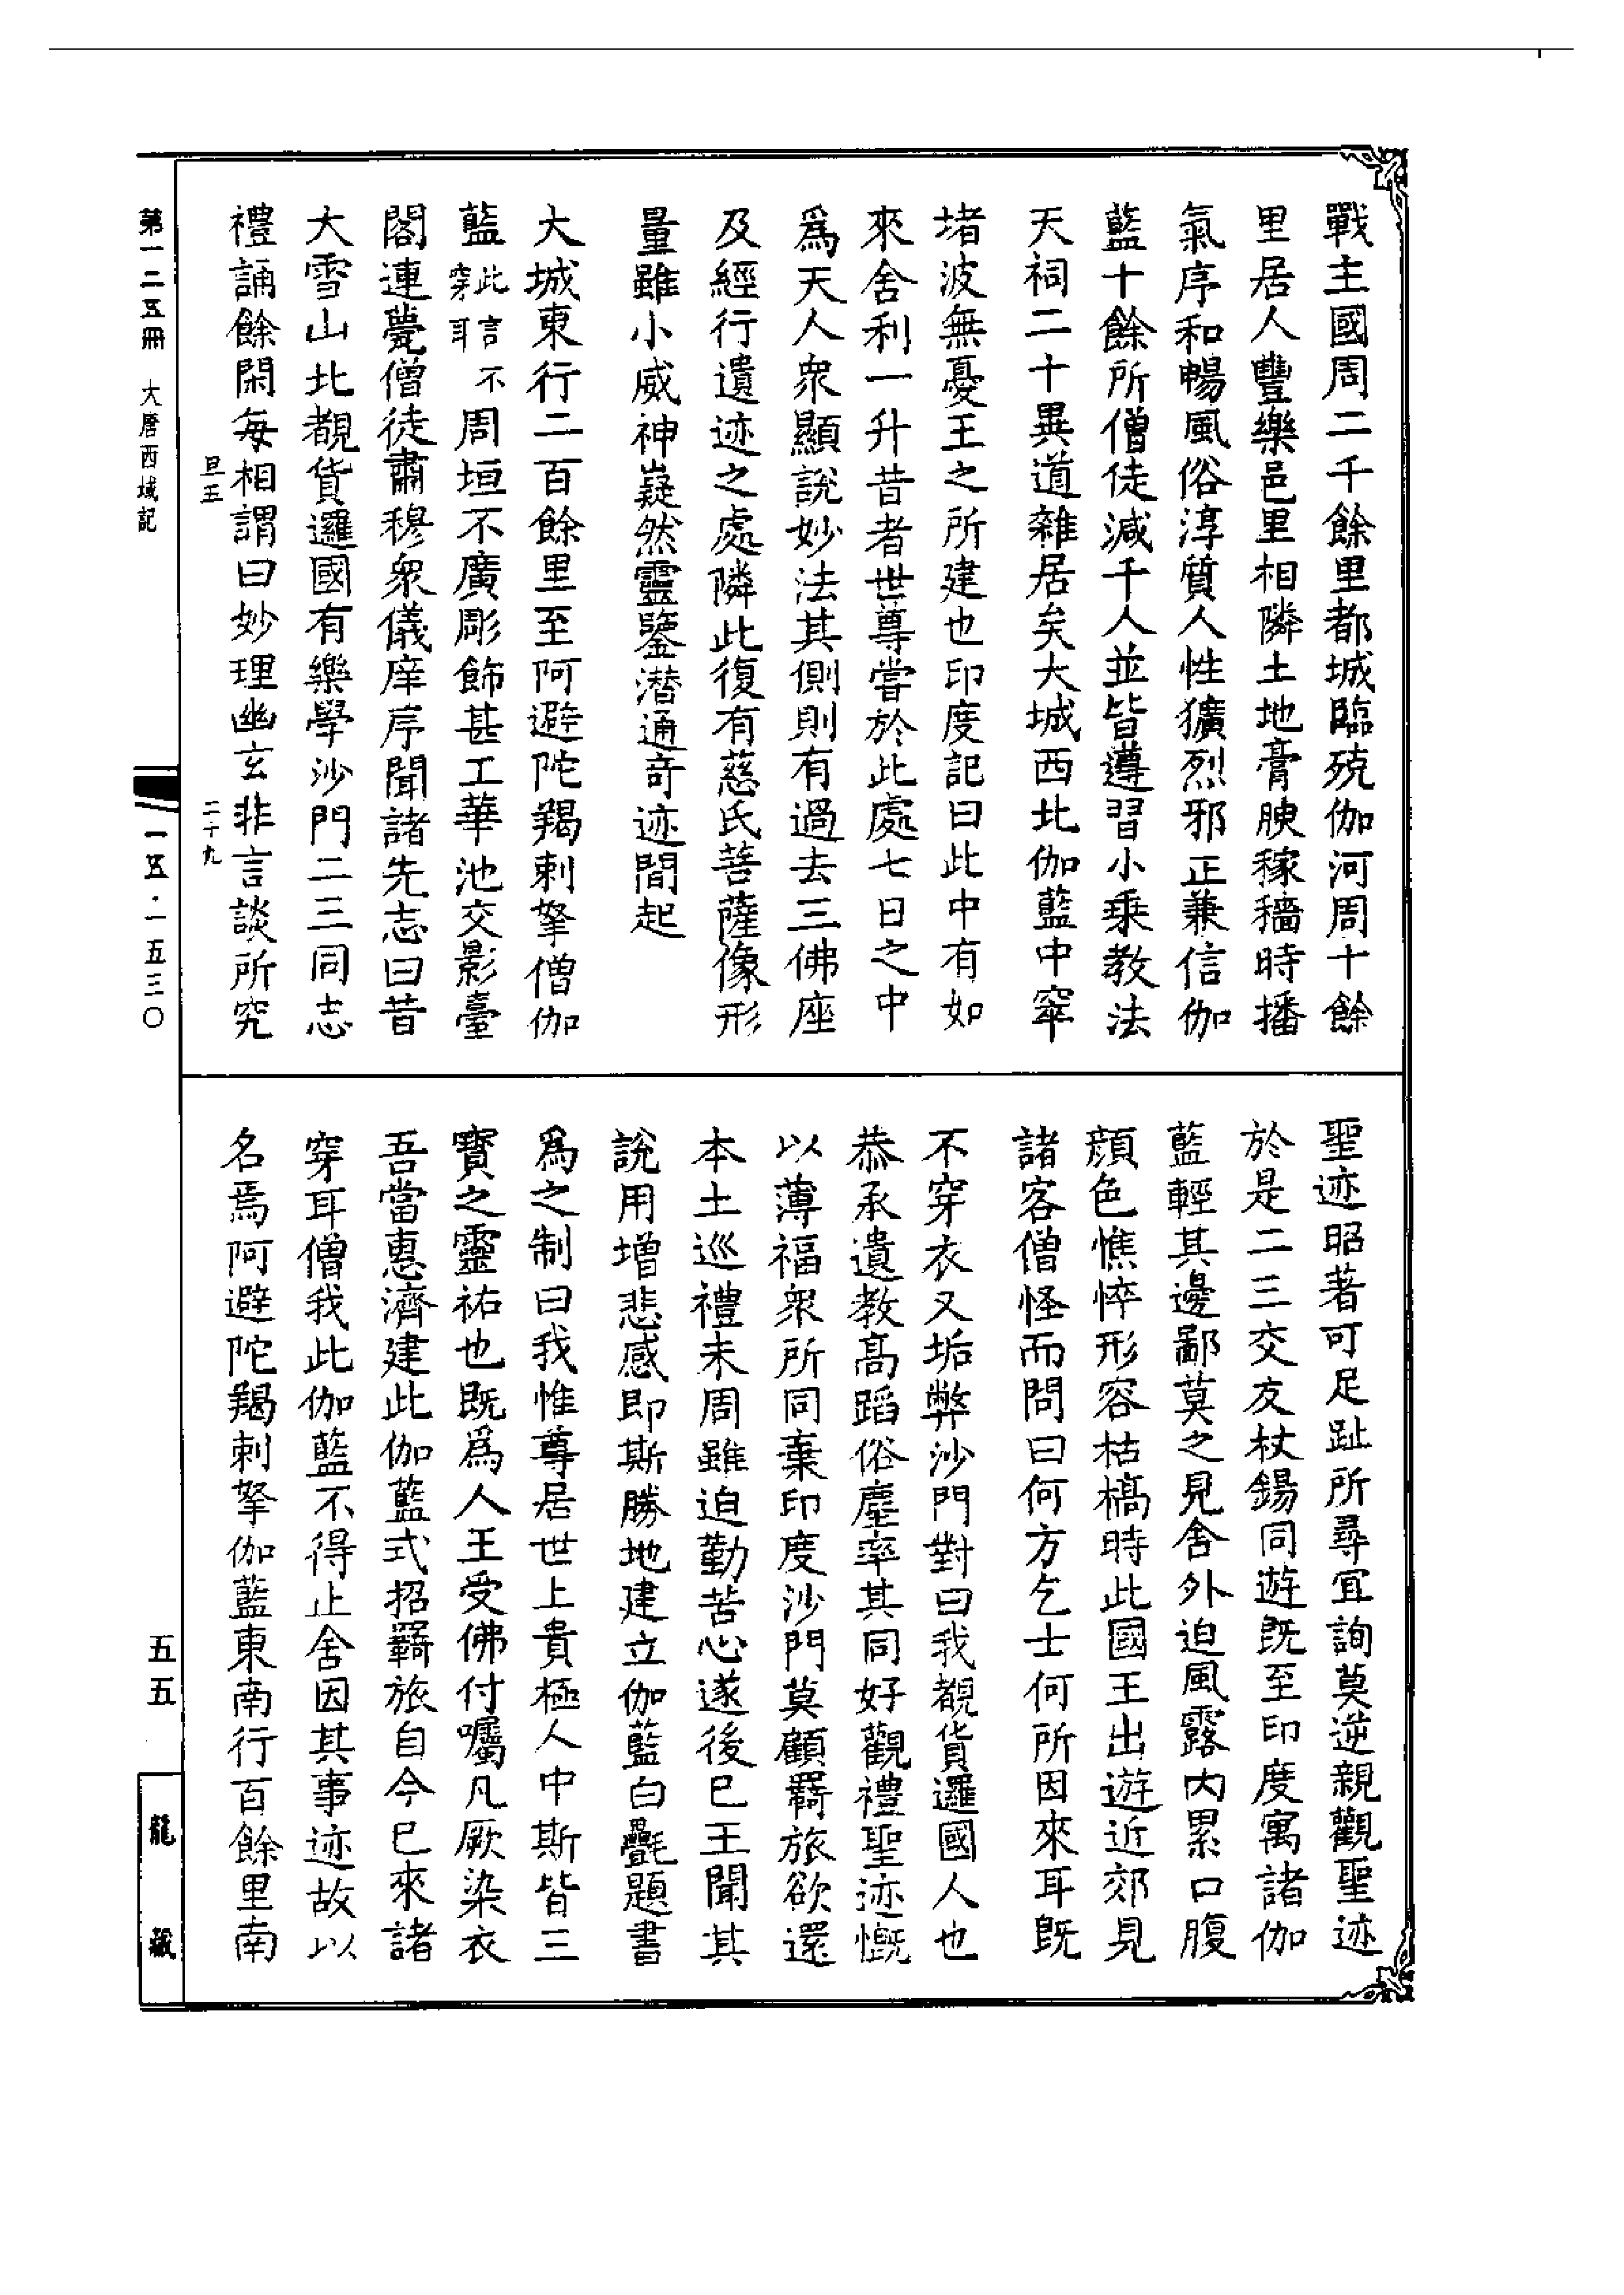 戰主國周二千餘里都城臨殑伽河周十餘
里居人豐樂邑里相隣土地膏腴稼穡時播
氣序和暢風俗淳質人性獷烈邪正兼信伽
藍十餘所僧徒減千人並皆遵習小乘教法
天祠二十異道雜居矣大城西北伽藍中窣
堵波無憂王之所建也印度記曰此中有如
來舍利一升昔者世尊嘗於此處七日之中
爲天人衆顯說妙法其側則有過去三佛座
及經行遺迹之處隣此復有慈氏菩薩像形
量雖小威神嶷然靈鑒潛通奇迹間起
大城東行二百餘里至阿避陀羯剌拏僧伽
藍此言不穿耳周垣不廣彫飾甚工華池交影臺
閣連甍僧徒肅穆衆儀庠序聞諸先志曰昔
大雪山北覩貨邏國有樂學沙門二三同志
禮誦餘閑每相謂曰妙理幽玄非言談所究
聖迹昭著可足趾所尋宜詢莫逆親觀聖迹
於是二三交友杖錫同遊既至印度寓諸伽
藍輕其邊鄙莫之見舍外迫風露内累口腹
顔色憔悴形容枯槁時此國王出遊近郊見
諸客僧怪而問曰何方乞士何所因來耳既
不穿衣又垢弊沙門對曰我覩貨邏國人也
恭承遺教高蹈俗塵率其同好觀禮聖迹慨
以薄福衆所同棄印度沙門莫顧羇旅欲還
本土巡禮未周雖迫勤苦心遂後已王聞其
說用增悲感即斯勝地建立伽藍白㲲題書
爲之制曰我惟尊居世上貴極人中斯皆三
寶之靈祐也既爲人王受佛付囑凡厥染衣
吾當惠濟建此伽藍式招羇旅自今已來諸
穿耳僧我此伽藍不得止舍因其事迹故以
名焉阿避陀羯剌拏伽藍東南行百餘里南
旦五 二十九
第一二五冊 大唐西域記
一五·一五三〇
五五
龍藏